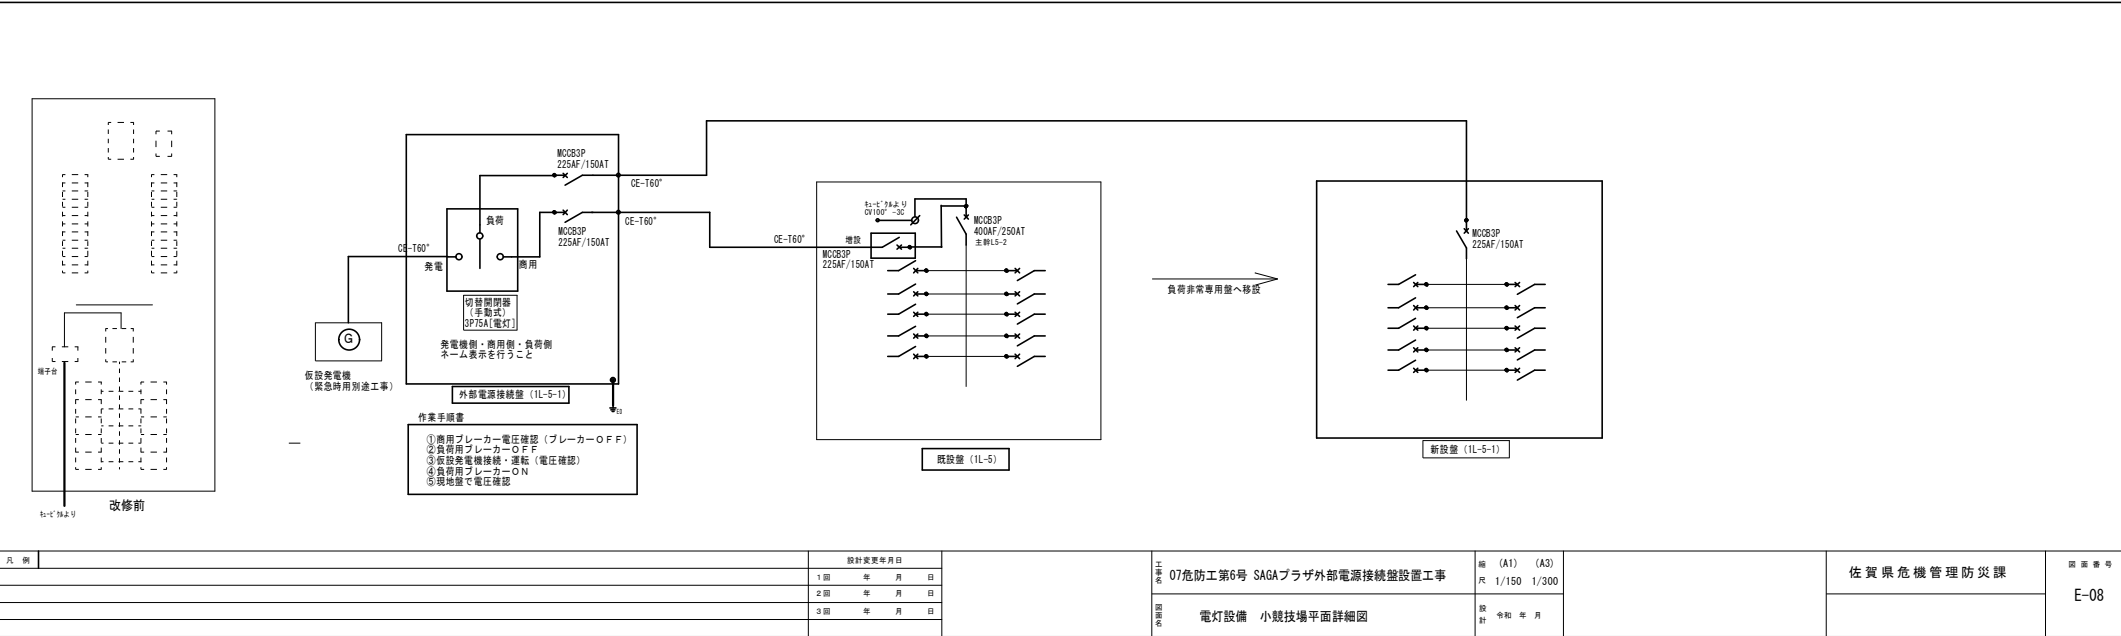 端子台
ｷｭｰﾋﾞｸﾙより
改修前
G
仮設発電機
（緊急時用別途工事）
CE-T60°
発電
負荷
商用
切替開閉器
（手動式）
3P75A[電灯]
発電機側・商用側・負荷側
ネーム表示を行うこと
MCCB3P
225AF/150AT
MCCB3P
225AF/150AT
CE-T60°
CE-T60°
外部電源接続盤（1L-5-1）
ED
作業手順書
①商用ブレーカー電圧確認（ブレーカーＯＦＦ）
②負荷用ブレーカーＯＦＦ
③仮設発電機接続・運転（電圧確認）
④負荷用ブレーカーＯＮ
⑤現地盤で電圧確認
CE-T60°
ｷｭｰﾋﾞｸﾙより
CV100°-3C
増設
MCCB3P
225AF/150AT
MCCB3P
400AF/250AT
主幹L5-2
既設盤（1L-5）
負荷非常専用盤へ移設
MCCB3P
225AF/150AT
新設盤（1L-5-1）
凡 例
設計変更年月日
1回 年 月 日
2回 年 月 日
3回 年 月 日
工事名 07危防工第6号 SAGAプラザ外部電源接続盤設置工事
図面名 電灯設備 小競技場平面詳細図
縮尺 (A1) (A3)
1/150 1/300
設計 令和 年 月
佐賀県危機管理防災課
図面番号
E-08